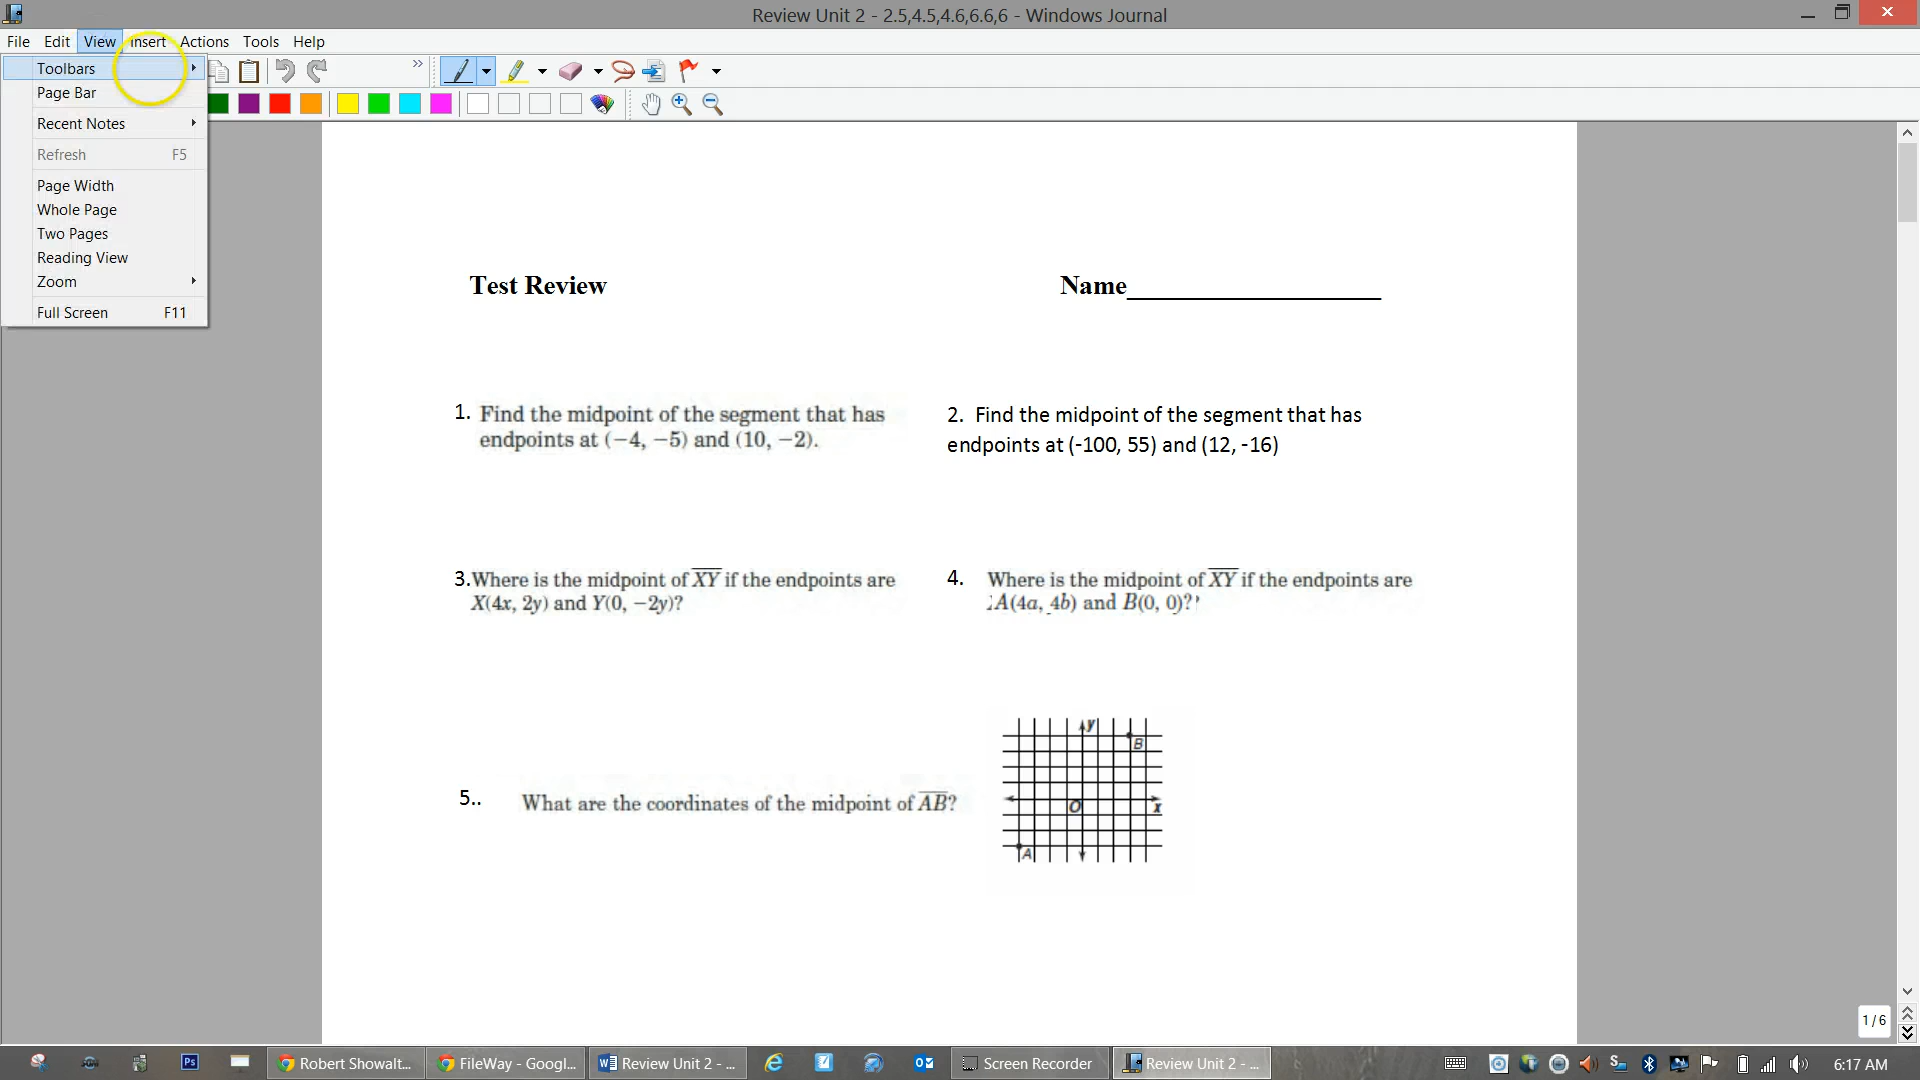 Review Unit 2 - 2.5,4.5,4.6,6.6,6 - Windows Journal
File Edit View Insert Actions Tools Help
Toolbars
Page Bar
Recent Notes
Refresh F5
Page Width
Whole Page
Two Pages
Reading View
Zoom
Full Screen F11
Test Review Name____________________
1. Find the midpoint of the segment that has
endpoints at (−4, −5) and (10, −2).
2. Find the midpoint of the segment that has
endpoints at (-100, 55) and (12, -16)
3.Where is the midpoint of XY if the endpoints are
X(4x, 2y) and Y(0, −2y)?
4. Where is the midpoint of XY if the endpoints are
A(4a, 4b) and B(0, 0)?
5.. What are the coordinates of the midpoint of AB?
y
B
O
x
A
1/6
Ps
Robert Showalt...
FileWay - Googl...
Review Unit 2 - ...
Screen Recorder
Review Unit 2 - ...
6:17 AM